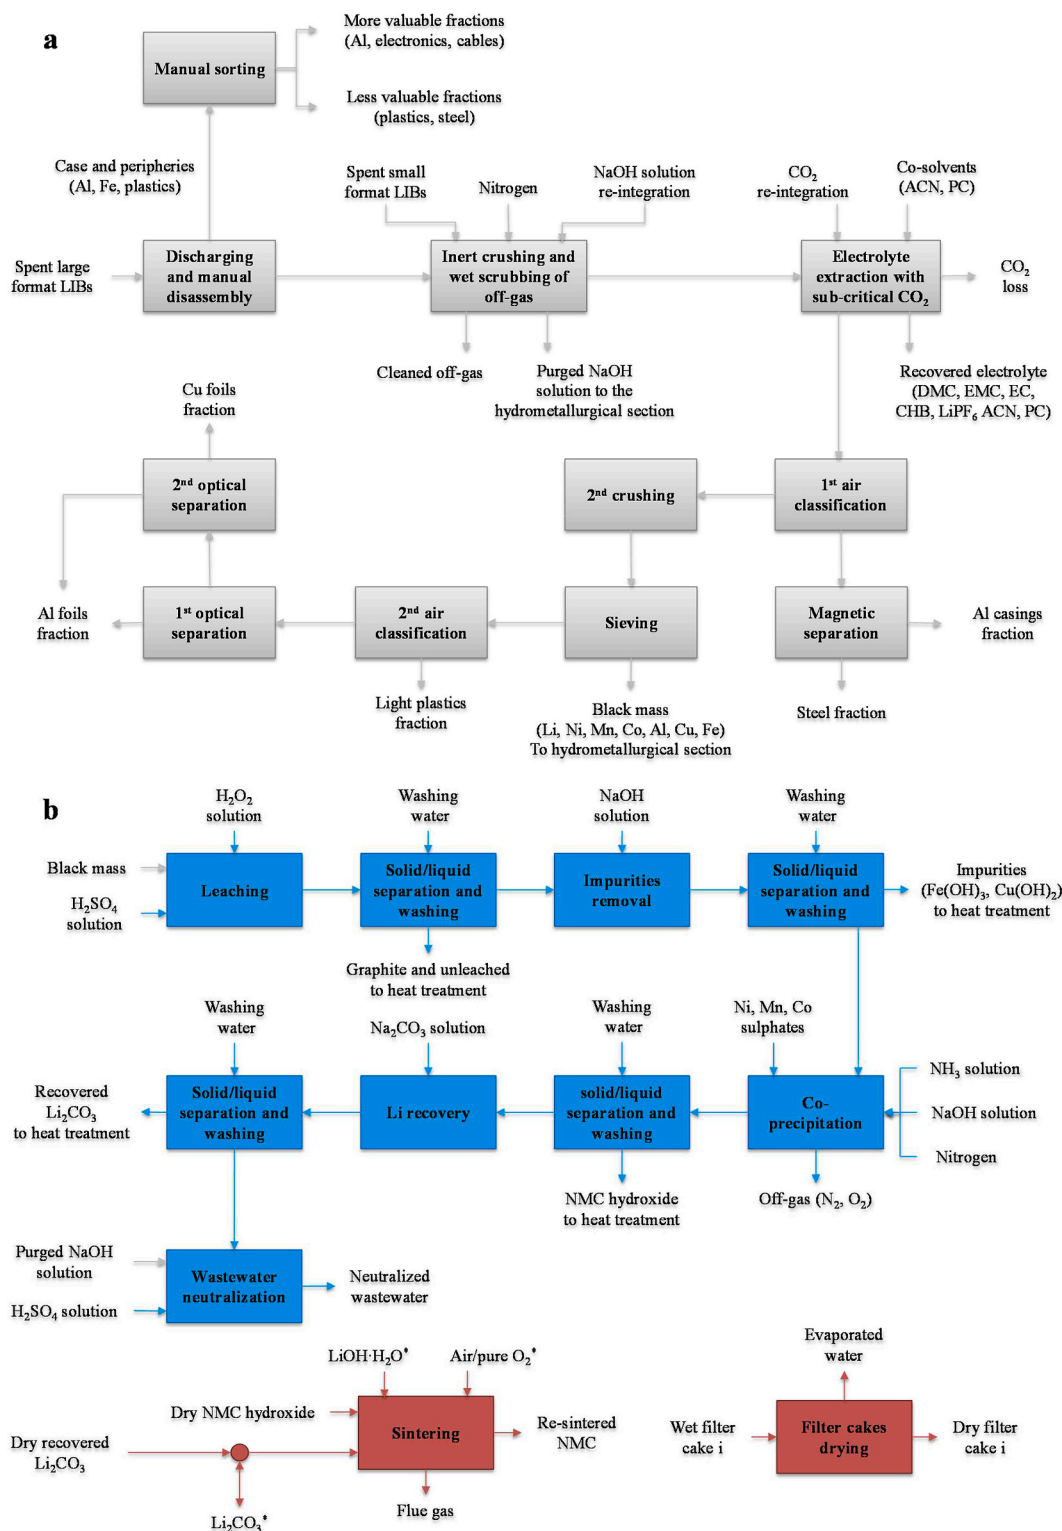 a
More valuable fractions
(Al, electronics, cables)
Manual sorting
Less valuable fractions
(plastics, steel)
Case and peripheries
(Al, Fe, plastics)
Spent small
format LIBs
Nitrogen
NaOH solution
re-integration
CO₂
re-integration
Co-solvents
(ACN, PC)
Spent large
format LIBs
Discharging
and manual
disassembly
Inert crushing and
wet scrubbing of
off-gas
Electrolyte
extraction with
sub-critical CO₂
CO₂
loss
Cleaned off-gas
Purged NaOH
solution to the
hydrometallurgical section
Recovered electrolyte
(DMC, EMC, EC,
CHB, LiPF₆ ACN, PC)
Cu foils
fraction
2ⁿᵈ optical
separation
2ⁿᵈ crushing
1ˢᵗ air
classification
Al foils
fraction
1ˢᵗ optical
separation
2ⁿᵈ air
classification
Sieving
Magnetic
separation
Al casings
fraction
Light plastics
fraction
Black mass
(Li, Ni, Mn, Co, Al, Cu, Fe)
To hydrometallurgical section
Steel fraction
b
H₂O₂
solution
Washing
water
NaOH
solution
Washing
water
Black mass
H₂SO₄
solution
Leaching
Solid/liquid
separation and
washing
Impurities
removal
Solid/liquid
separation and
washing
Impurities
(Fe(OH)₃, Cu(OH)₂)
to heat treatment
Graphite and unleached
to heat treatment
Washing
water
Na₂CO₃ solution
Washing
water
Ni, Mn, Co
sulphates
Recovered
Li₂CO₃
to heat treatment
Solid/liquid
separation and
washing
Li recovery
solid/liquid
separation and
washing
Co-
precipitation
NH₃ solution
NaOH solution
Nitrogen
NMC hydroxide
to heat treatment
Off-gas (N₂, O₂)
Purged NaOH
solution
H₂SO₄ solution
Wastewater
neutralization
Neutralized
wastewater
LiOH·H₂O*
Air/pure O₂*
Dry NMC hydroxide
Dry recovered
Li₂CO₃
Sintering
Re-sintered
NMC
Li₂CO₃*
Flue gas
Evaporated
water
Wet filter
cake i
Filter cakes
drying
Dry filter
cake i